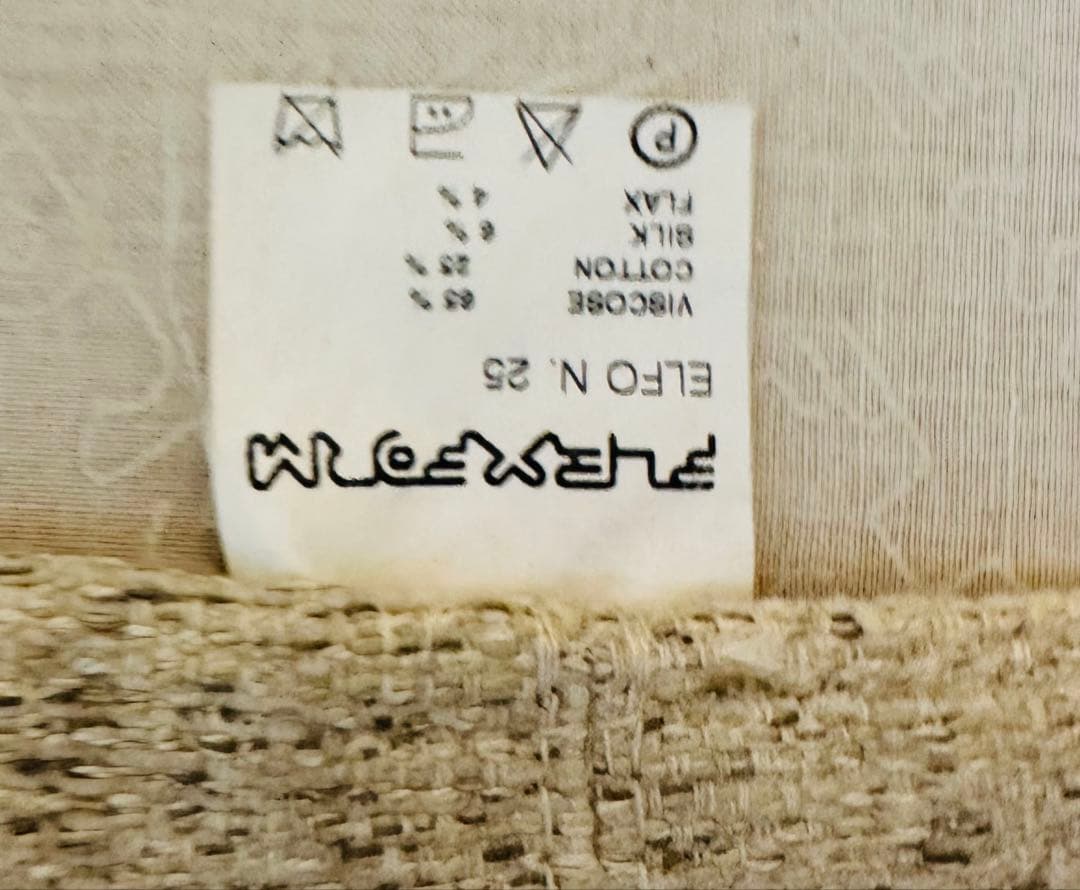 FLEXFORM
ELFO N. 25
VISCOSE 65 %
COTTON 25 %
SILK 6 %
FLAX 4 %
P